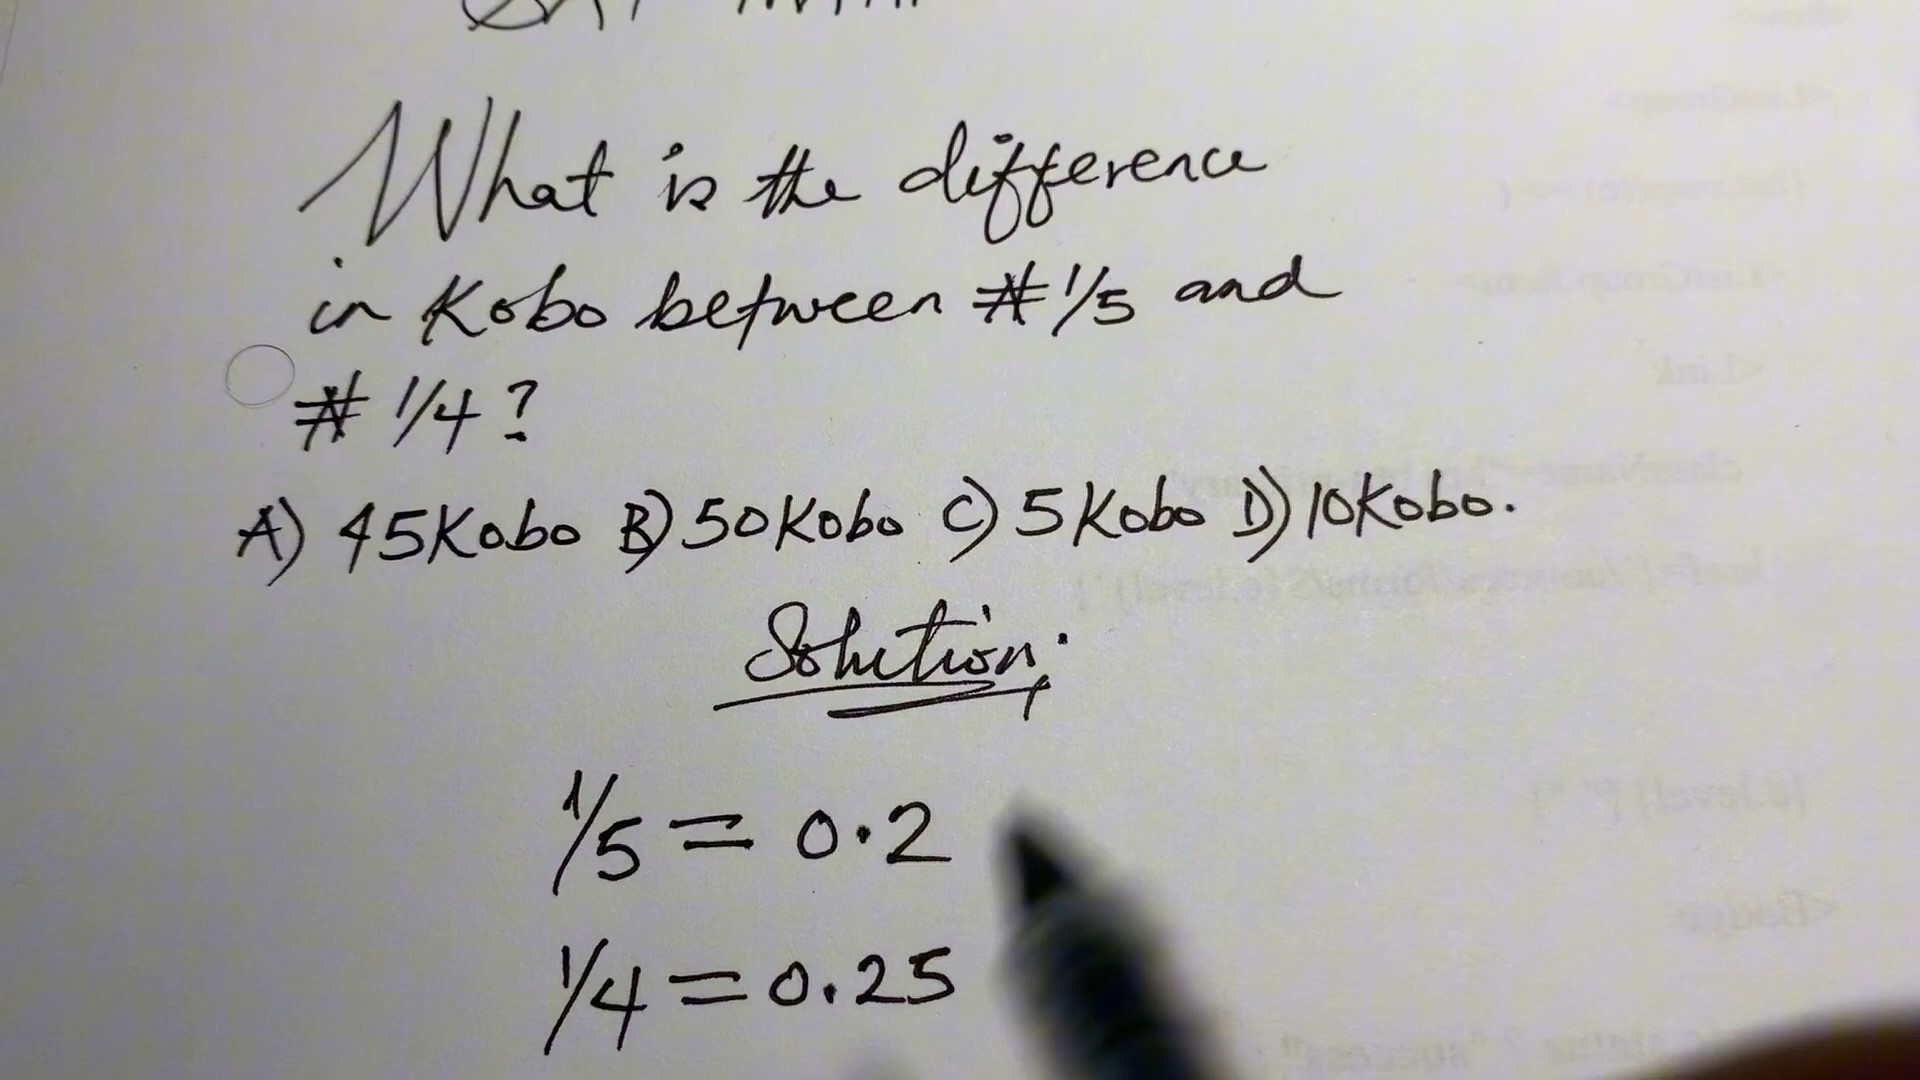 What is the difference
in Kobo between ₦1/5 and
₦ 1/4?
A) 45Kobo B) 50Kobo C) 5Kobo D) 10Kobo.
Solution;
1/5 = 0.2
1/4 = 0.25